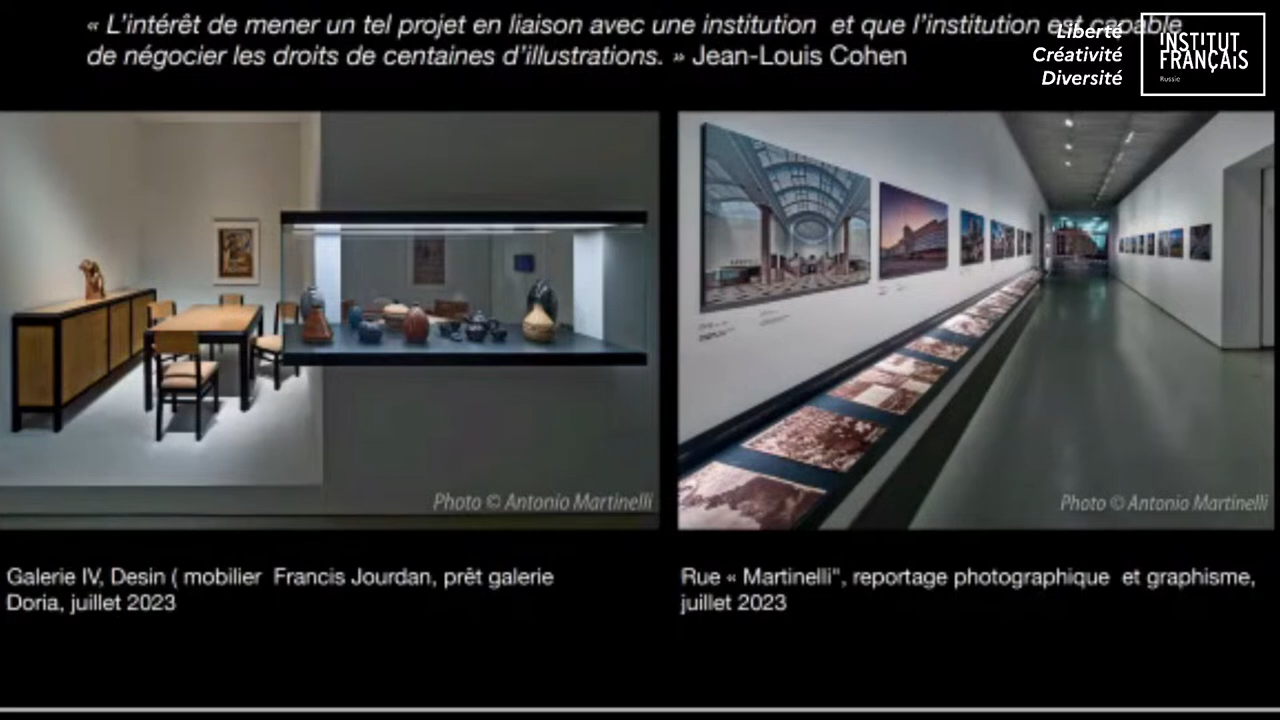 « L'intérêt de mener un tel projet en liaison avec une institution  et que l'institution est capable
de négocier les droits de centaines d'illustrations. » Jean-Louis Cohen
Liberté
Créativité
Diversité
INSTITUT
FRANÇAIS
Russie
Photo © Antonio Martinelli
Photo © Antonio Martinelli
Galerie IV, Desin ( mobilier  Francis Jourdan, prêt galerie
Doria, juillet 2023
Rue « Martinelli", reportage photographique  et graphisme,
juillet 2023